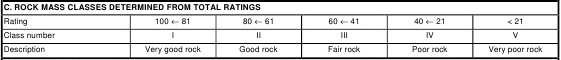 C. ROCK MASS CLASSES DETERMINED FROM TOTAL RATINGS
Rating 100 ← 81 80 ← 61 60 ← 41 40 ← 21 < 21
Class number I II III IV V
Description Very good rock Good rock Fair rock Poor rock Very poor rock